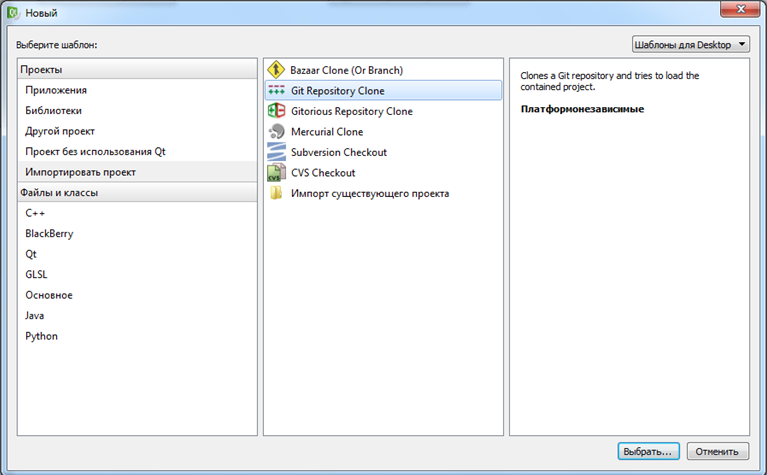 Новый
Выберите шаблон:
Шаблоны для Desktop
Проекты
Приложения
Библиотеки
Другой проект
Проект без использования Qt
Импортировать проект
Файлы и классы
C++
BlackBerry
Qt
GLSL
Основное
Java
Python
Bazaar Clone (Or Branch)
Git Repository Clone
Gitorious Repository Clone
Mercurial Clone
Subversion Checkout
CVS
CVS Checkout
Импорт существующего проекта
Clones a Git repository and tries to load the
contained project.
Платформонезависимые
Выбрать...
Отменить